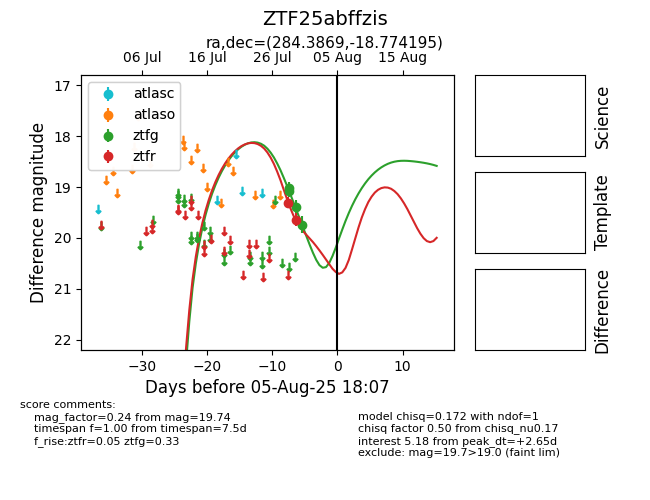 ZTF25abffzis
ra,dec=(284.3869,-18.774195)
06 Jul 16 Jul 26 Jul 05 Aug 15 Aug
atlasc
atlaso
ztfg
ztfr
17
18
19
20
21
22
Difference magnitude
−30 −20 −10 0 10
Days before 05-Aug-25 18:07
Science
Template
Difference
score comments:
mag_factor=0.24 from mag=19.74
timespan f=1.00 from timespan=7.5d
f_rise:ztfr=0.05 ztfg=0.33
model chisq=0.172 with ndof=1
chisq factor 0.50 from chisq_nu0.17
interest 5.18 from peak_dt=+2.65d
exclude: mag=19.7>19.0 (faint lim)